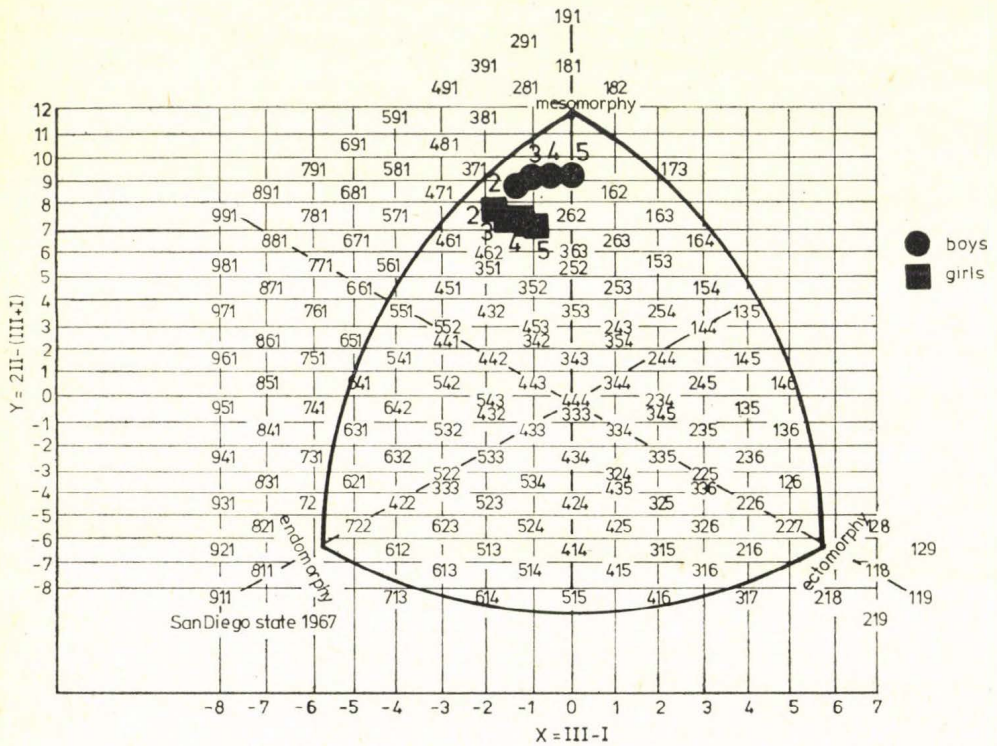 191
291
391 181
491 281 182
mesomorphy
12 591 381
11
691 481 3 4 5
10 791 581 371 173
9 2
891 681 471 162
8
991 781 571 2 262 163
7 3 4 5
881 671 461 263 164
6 462 363
981 771 561 351 252 153
5
871 661 451 352 253 154
4
971 761 551 432 353 254 135
3 552 453 243 144
861 651 441 342 354
2
961 751 541 442 343 244 145
1
851 641 542 443 344 245 146
0 543 444 234
951 741 642 432 333 345 135
-1
841 631 532 433 334 235 136
-2
941 731 632 533 434 335 236
-3 522 324 225
831 621 333 534 435 336 126
-4
931 72 422 523 424 325 226
-5
821 722 623 524 425 326 227 128
-6
921 612 513 414 315 216 129
-7
811 613 514 415 316 118
-8
911 713 614 515 416 317 218 119
219
endomorphy
ectomorphy
San Diego state 1967
-8 -7 -6 -5 -4 -3 -2 -1 0 1 2 3 4 5 6 7
X = III-I
Y = 2II-(III+I)
boys
girls